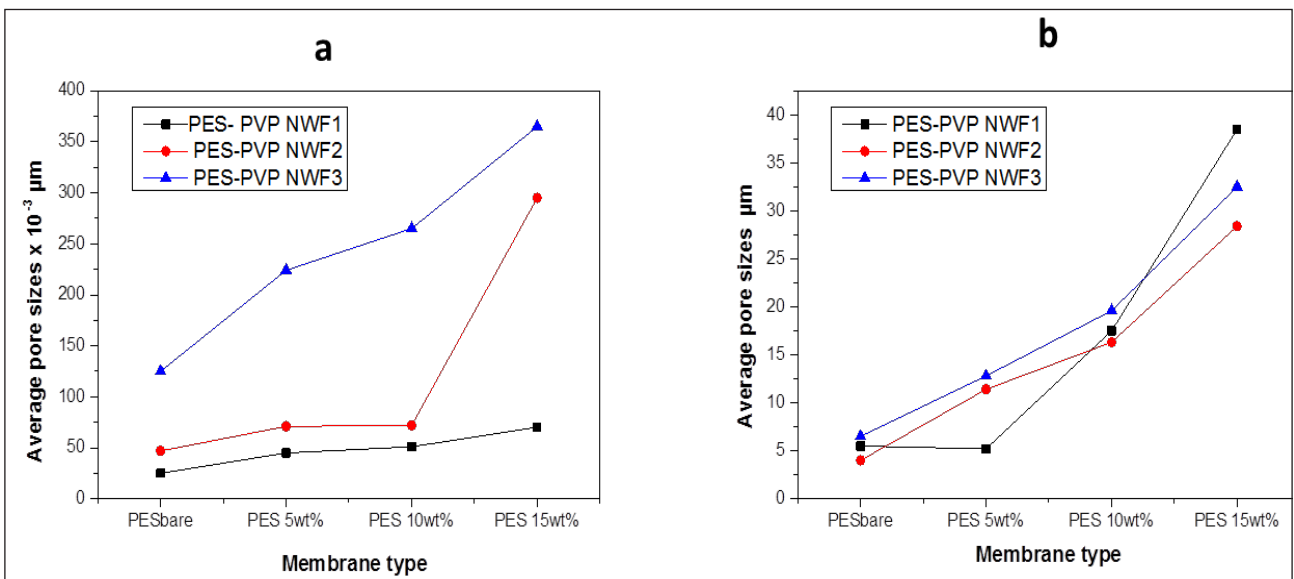 a
400
350
300
250
200
150
100
50
0
Average pore sizes x 10⁻³ µm
PES- PVP NWF1
PES-PVP NWF2
PES-PVP NWF3
PESbare PES 5wt% PES 10wt% PES 15wt%
Membrane type
b
40
35
30
25
20
15
10
5
0
Average pore sizes µm
PES-PVP NWF1
PES-PVP NWF2
PES-PVP NWF3
PESbare PES 5wt% PES 10wt% PES 15wt%
Membrane type